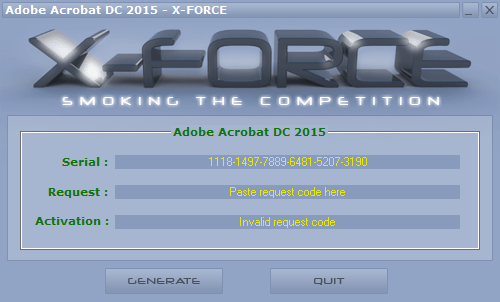 Adobe Acrobat DC 2015 - X-FORCE
X-FORCE
SMOKING THE COMPETITION
Adobe Acrobat DC 2015
Serial : 1118-1497-7889-6481-5207-3190
Request : Paste request code here
Activation : Invalid request code
GENERATE QUIT